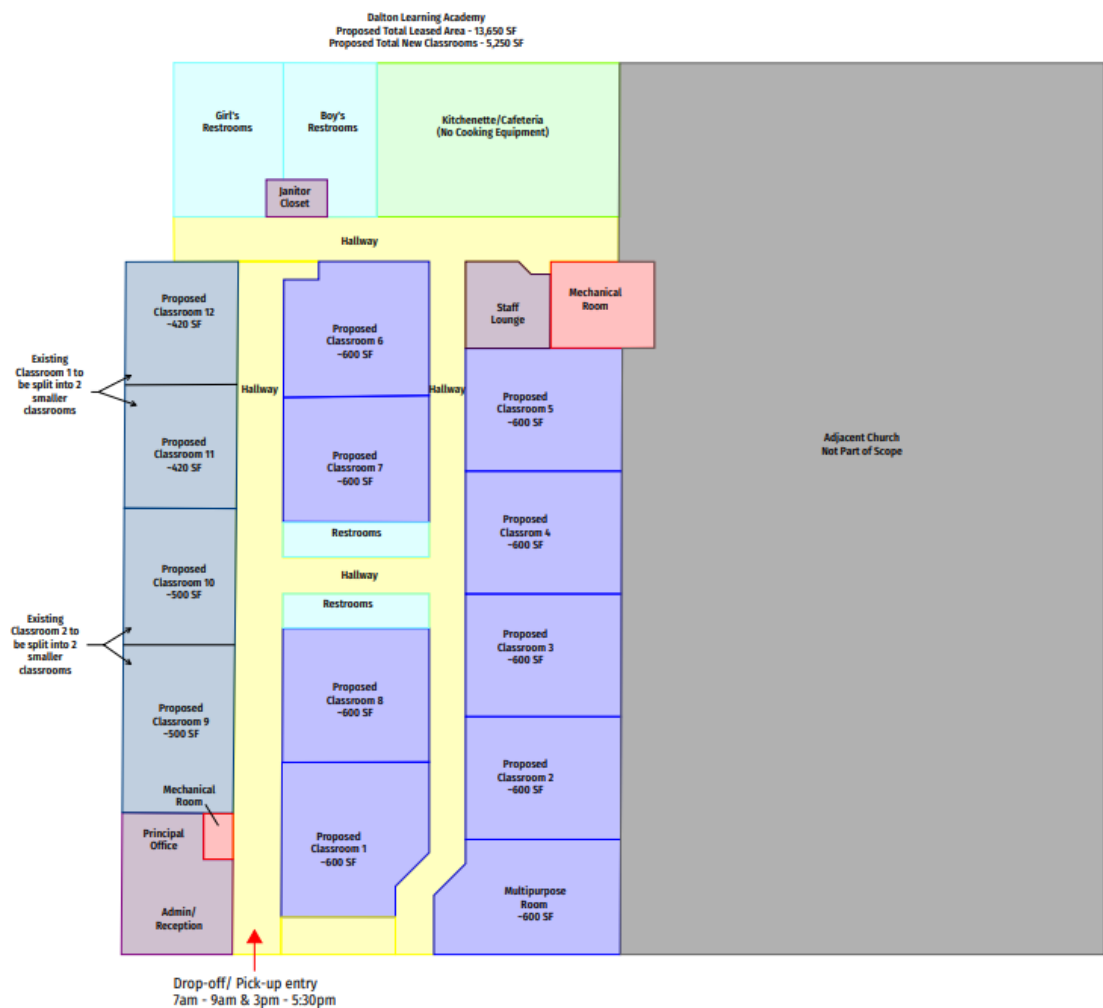 Dalton Learning Academy
Proposed Total Leased Area - 13,650 SF
Proposed Total New Classrooms - 5,250 SF
Girl's
Restrooms
Boy's
Restrooms
Kitchenette/Cafeteria
(No Cooking Equipment)
Janitor
Closet
Hallway
Proposed
Classroom 12
~420 SF
Proposed
Classroom 6
~600 SF
Staff
Lounge
Mechanical
Room
Existing
Classroom 1 to
be split into 2
smaller
classrooms
Hallway
Hallway
Proposed
Classroom 5
~600 SF
Proposed
Classroom 11
~420 SF
Proposed
Classroom 7
~600 SF
Adjacent Church
Not Part of Scope
Restrooms
Proposed
Classrom 4
~600 SF
Proposed
Classroom 10
~500 SF
Hallway
Restrooms
Existing
Classroom 2 to
be split into 2
smaller
classrooms
Proposed
Classroom 3
~600 SF
Proposed
Classroom 8
~600 SF
Proposed
Classroom 9
~500 SF
Proposed
Classroom 2
~600 SF
Mechanical
Room
Principal
Office
Proposed
Classroom 1
~600 SF
Multipurpose
Room
~600 SF
Admin/
Reception
Drop-off/ Pick-up entry
7am - 9am & 3pm - 5:30pm